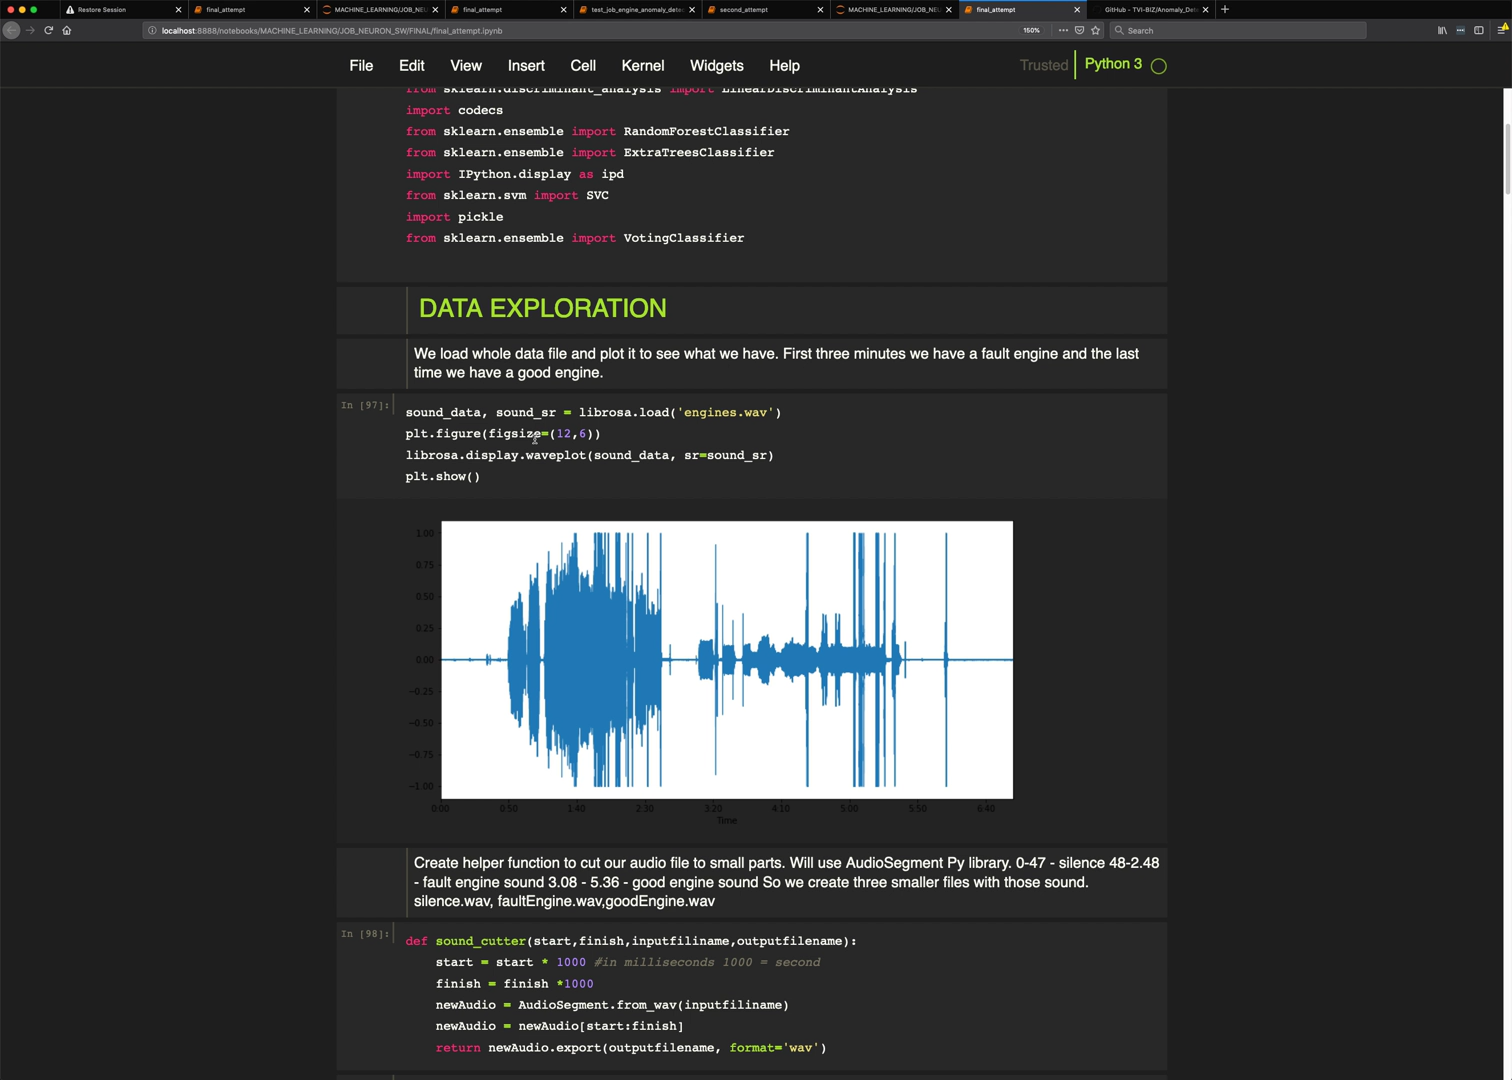 Restore Session
final_attempt
MACHINE_LEARNING/JOB_NEU
final_attempt
test_job_engine_anomaly_dete
second_attempt
MACHINE_LEARNING/JOB_NEU
final_attempt
GitHub - TVI-BIZ/Anomaly_Det
localhost:8888/notebooks/MACHINE_LEARNING/JOB_NEURON_SW/FINAL/final_attempt.ipynb
150%
Search
File Edit View Insert Cell Kernel Widgets Help
Trusted
Python 3
from sklearn.discriminant_analysis import LinearDiscriminantAnalysis
import codecs
from sklearn.ensemble import RandomForestClassifier
from sklearn.ensemble import ExtraTreesClassifier
import IPython.display as ipd
from sklearn.svm import SVC
import pickle
from sklearn.ensemble import VotingClassifier
DATA EXPLORATION
We load whole data file and plot it to see what we have. First three minutes we have a fault engine and the last
time we have a good engine.
In [97]:
sound_data, sound_sr = librosa.load('engines.wav')
plt.figure(figsize=(12,6))
librosa.display.waveplot(sound_data, sr=sound_sr)
plt.show()
1.00
0.75
0.50
0.25
0.00
−0.25
−0.50
−0.75
−1.00
0:00 0:50 1:40 2:30 3:20 4:10 5:00 5:50 6:40
Time
Create helper function to cut our audio file to small parts. Will use AudioSegment Py library. 0-47 - silence 48-2.48
- fault engine sound 3.08 - 5.36 - good engine sound So we create three smaller files with those sound.
silence.wav, faultEngine.wav,goodEngine.wav
In [98]:
def sound_cutter(start,finish,inputfiliname,outputfilename):
start = start * 1000 #in milliseconds 1000 = second
finish = finish *1000
newAudio = AudioSegment.from_wav(inputfiliname)
newAudio = newAudio[start:finish]
return newAudio.export(outputfilename, format='wav')